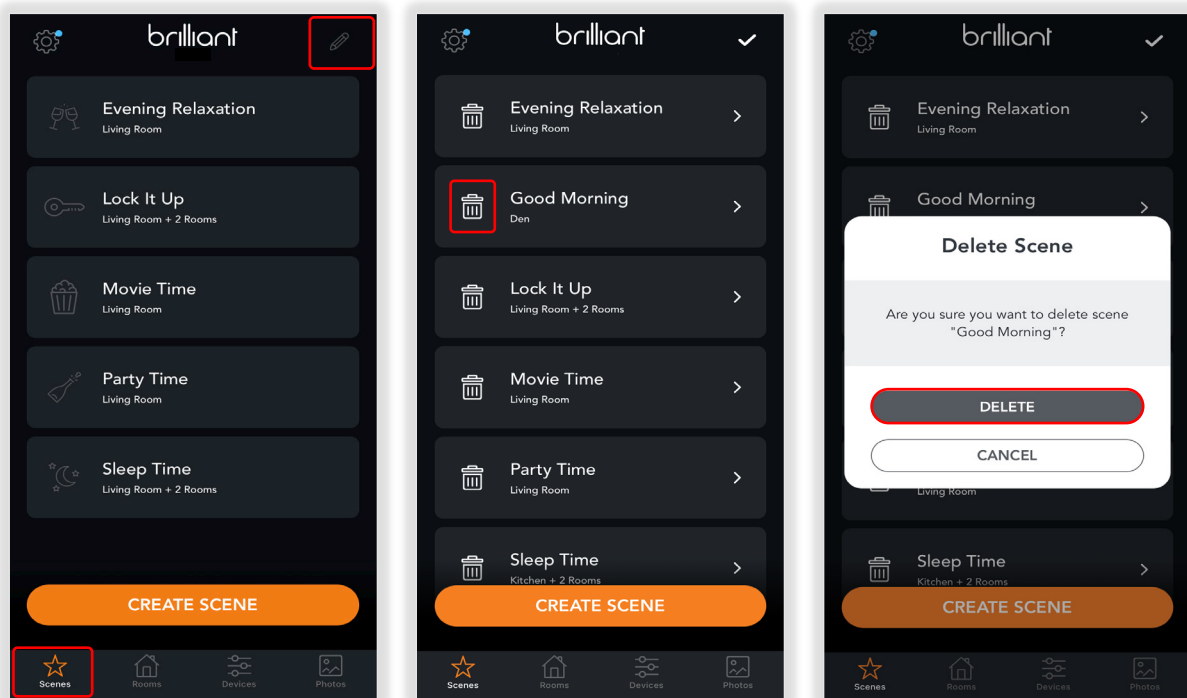 brilliant
Evening Relaxation
Living Room
Lock It Up
Living Room + 2 Rooms
Movie Time
Living Room
Party Time
Living Room
Sleep Time
Living Room + 2 Rooms
CREATE SCENE
Scenes
Rooms
Devices
Photos
brilliant
Evening Relaxation
Living Room
Good Morning
Den
Lock It Up
Living Room + 2 Rooms
Movie Time
Living Room
Party Time
Living Room
Sleep Time
Kitchen + 2 Rooms
CREATE SCENE
Scenes
Rooms
Devices
Photos
brilliant
Evening Relaxation
Living Room
Good Morning
Delete Scene
Are you sure you want to delete scene
"Good Morning"?
DELETE
CANCEL
Living Room
Sleep Time
Kitchen + 2 Rooms
CREATE SCENE
Scenes
Rooms
Devices
Photos